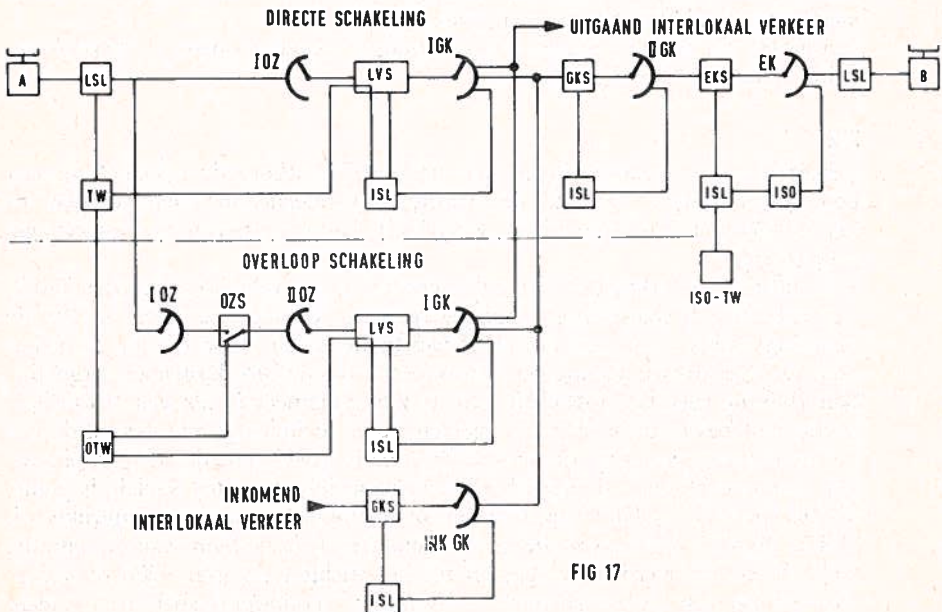 DIRECTE SCHAKELING
UITGAAND INTERLOKAAL VERKEER
A
LSL
I OZ
LVS
I GK
GKS
II GK
EKS
EK
LSL
B
TW
ISL
ISL
ISL
ISO
ISO-TW
OVERLOOP SCHAKELING
I OZ
OZS
II OZ
LVS
I GK
OTW
ISL
INKOMEND
INTERLOKAAL VERKEER
GKS
INK GK
ISL
FIG 17